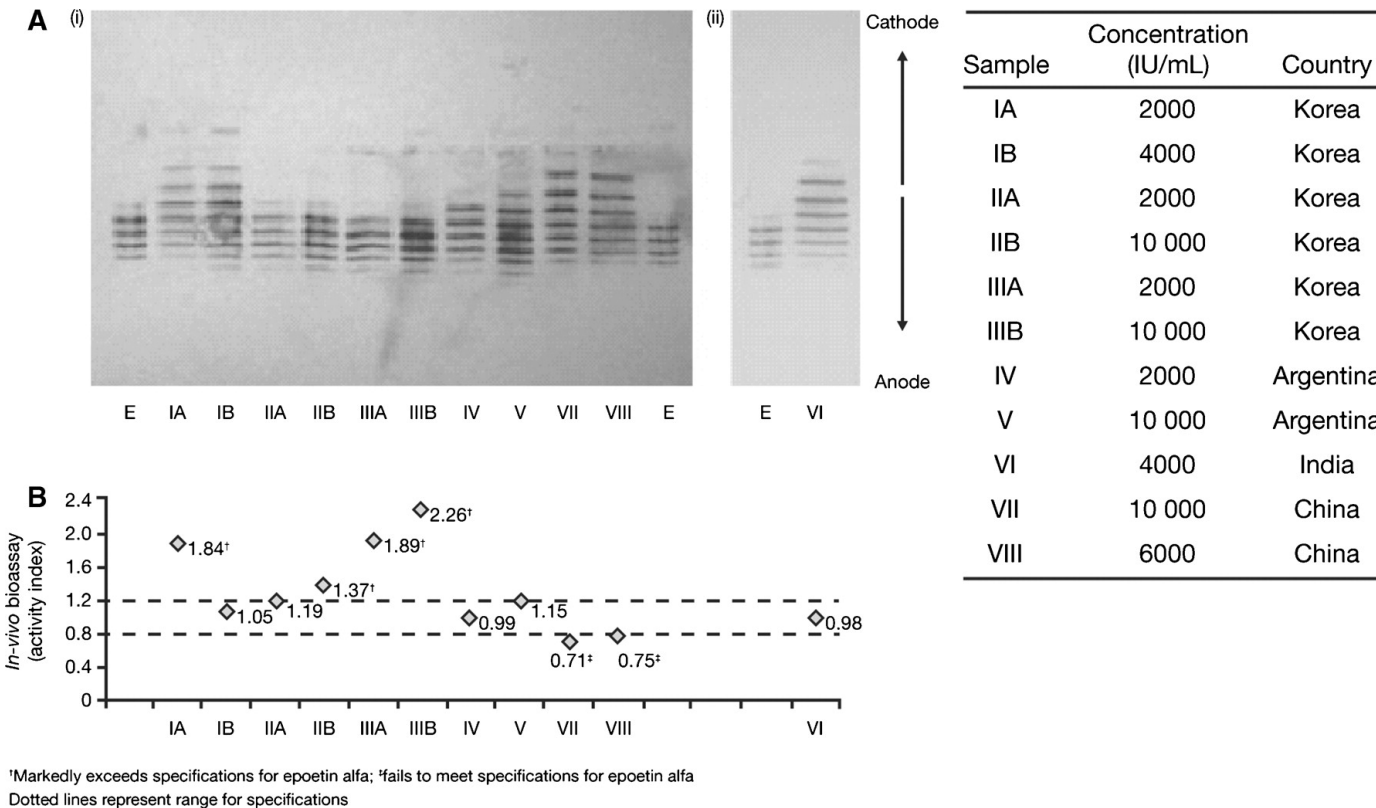 A (i)
(ii)
Cathode
Anode
E IA IB IIA IIB IIIA IIIB IV V VII VIII E
E VI
Sample Concentration (IU/mL) Country
IA 2000 Korea
IB 4000 Korea
IIA 2000 Korea
IIB 10 000 Korea
IIIA 2000 Korea
IIIB 10 000 Korea
IV 2000 Argentina
V 10 000 Argentina
VI 4000 India
VII 10 000 China
VIII 6000 China
B
In-vivo bioassay
(activity index)
2.4
2.0
1.6
1.2
0.8
0.4
0
1.84†
1.05
1.19
1.37†
1.89†
2.26†
0.99
1.15
0.71‡
0.75‡
0.98
IA IB IIA IIB IIIA IIIB IV V VII VIII VI
†Markedly exceeds specifications for epoetin alfa; ‡fails to meet specifications for epoetin alfa
Dotted lines represent range for specifications